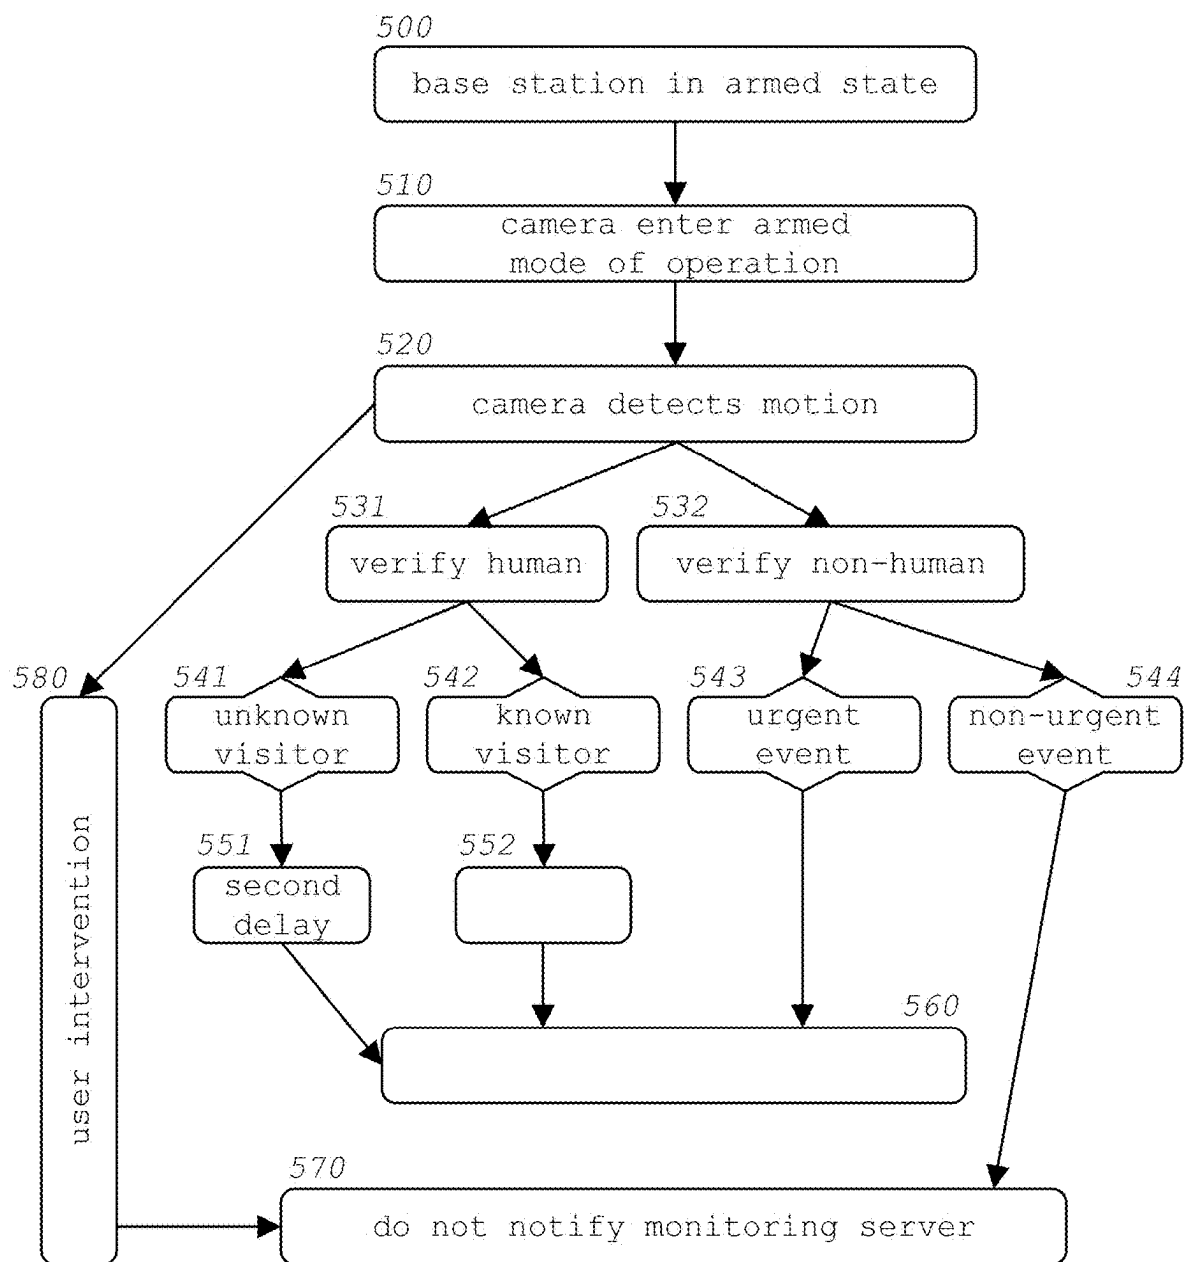 500
base station in armed state
510
camera enter armed
mode of operation
520
camera detects motion
531
verify human
532
verify non-human
580
user intervention
541
unknown
visitor
542
known
visitor
543
urgent
event
544
non-urgent
event
551
second
delay
552
560
570
do not notify monitoring server